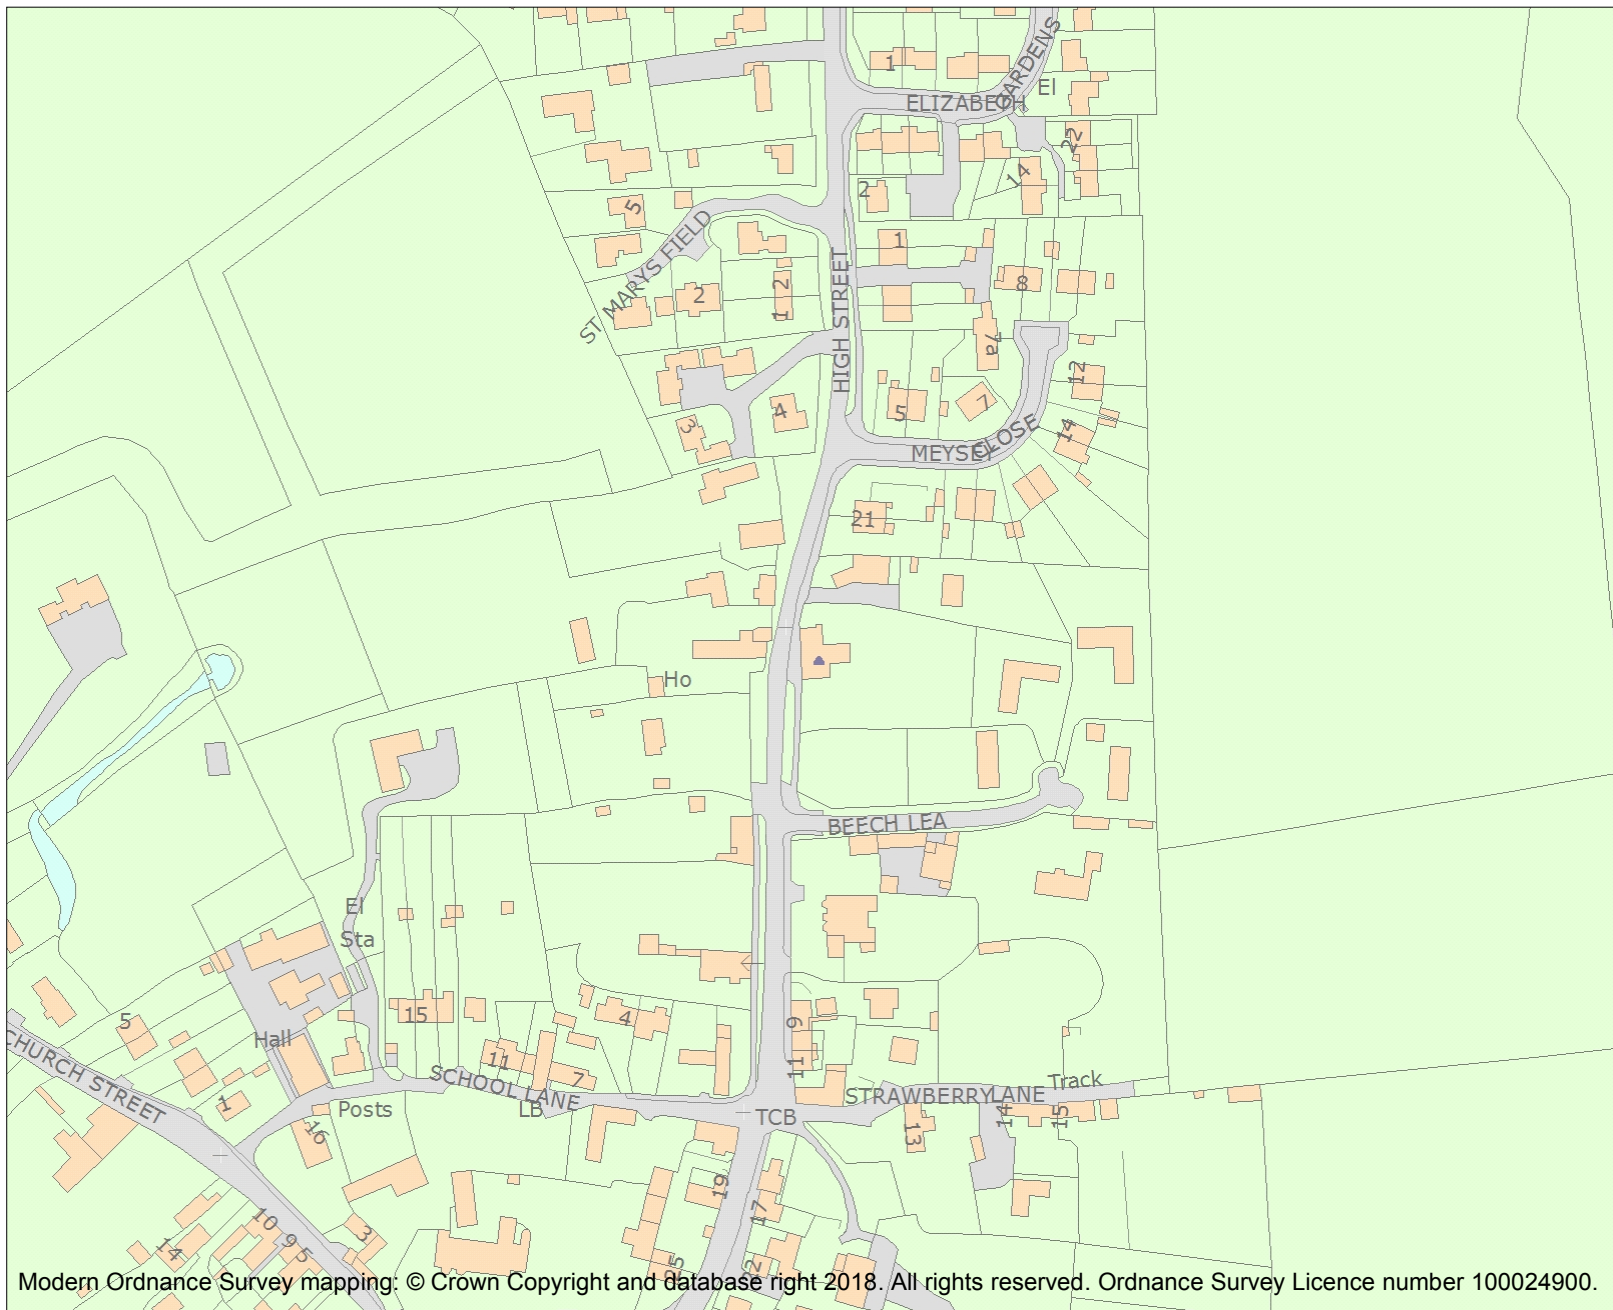 1
GARDENS
El
ELIZABETH
22
14
2
5
ST MARYS FIELD
1
HIGH STREET
2
2
1
8
7a
12
4
5
7
3
MEYSEY CLOSE
14
21
Ho
BEECH LEA
El
Sta
15
4
9
5
Hall
11
11
7
CHURCH STREET
SCHOOL LANE
Track
STRAWBERRY LANE
1
Posts
LB
TCB
14
15
16
13
19
17
10
9
5
3
14
25
22
Modern Ordnance Survey mapping: © Crown Copyright and database right 2018. All rights reserved. Ordnance Survey Licence number 100024900.